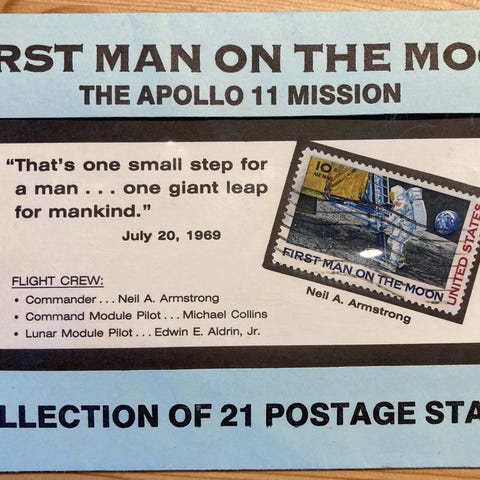 IRST MAN ON THE MOO
THE APOLLO 11 MISSION
“That's one small step for
a man . . . one giant leap
for mankind.”
July 20, 1969
FLIGHT CREW:
• Commander . . . Neil A. Armstrong
• Command Module Pilot . . . Michael Collins
• Lunar Module Pilot . . . Edwin E. Aldrin, Jr.
10¢
AIR MAIL
UNITED STATES
FIRST MAN ON THE MOON
Neil A. Armstrong
LLECTION OF 21 POSTAGE STA